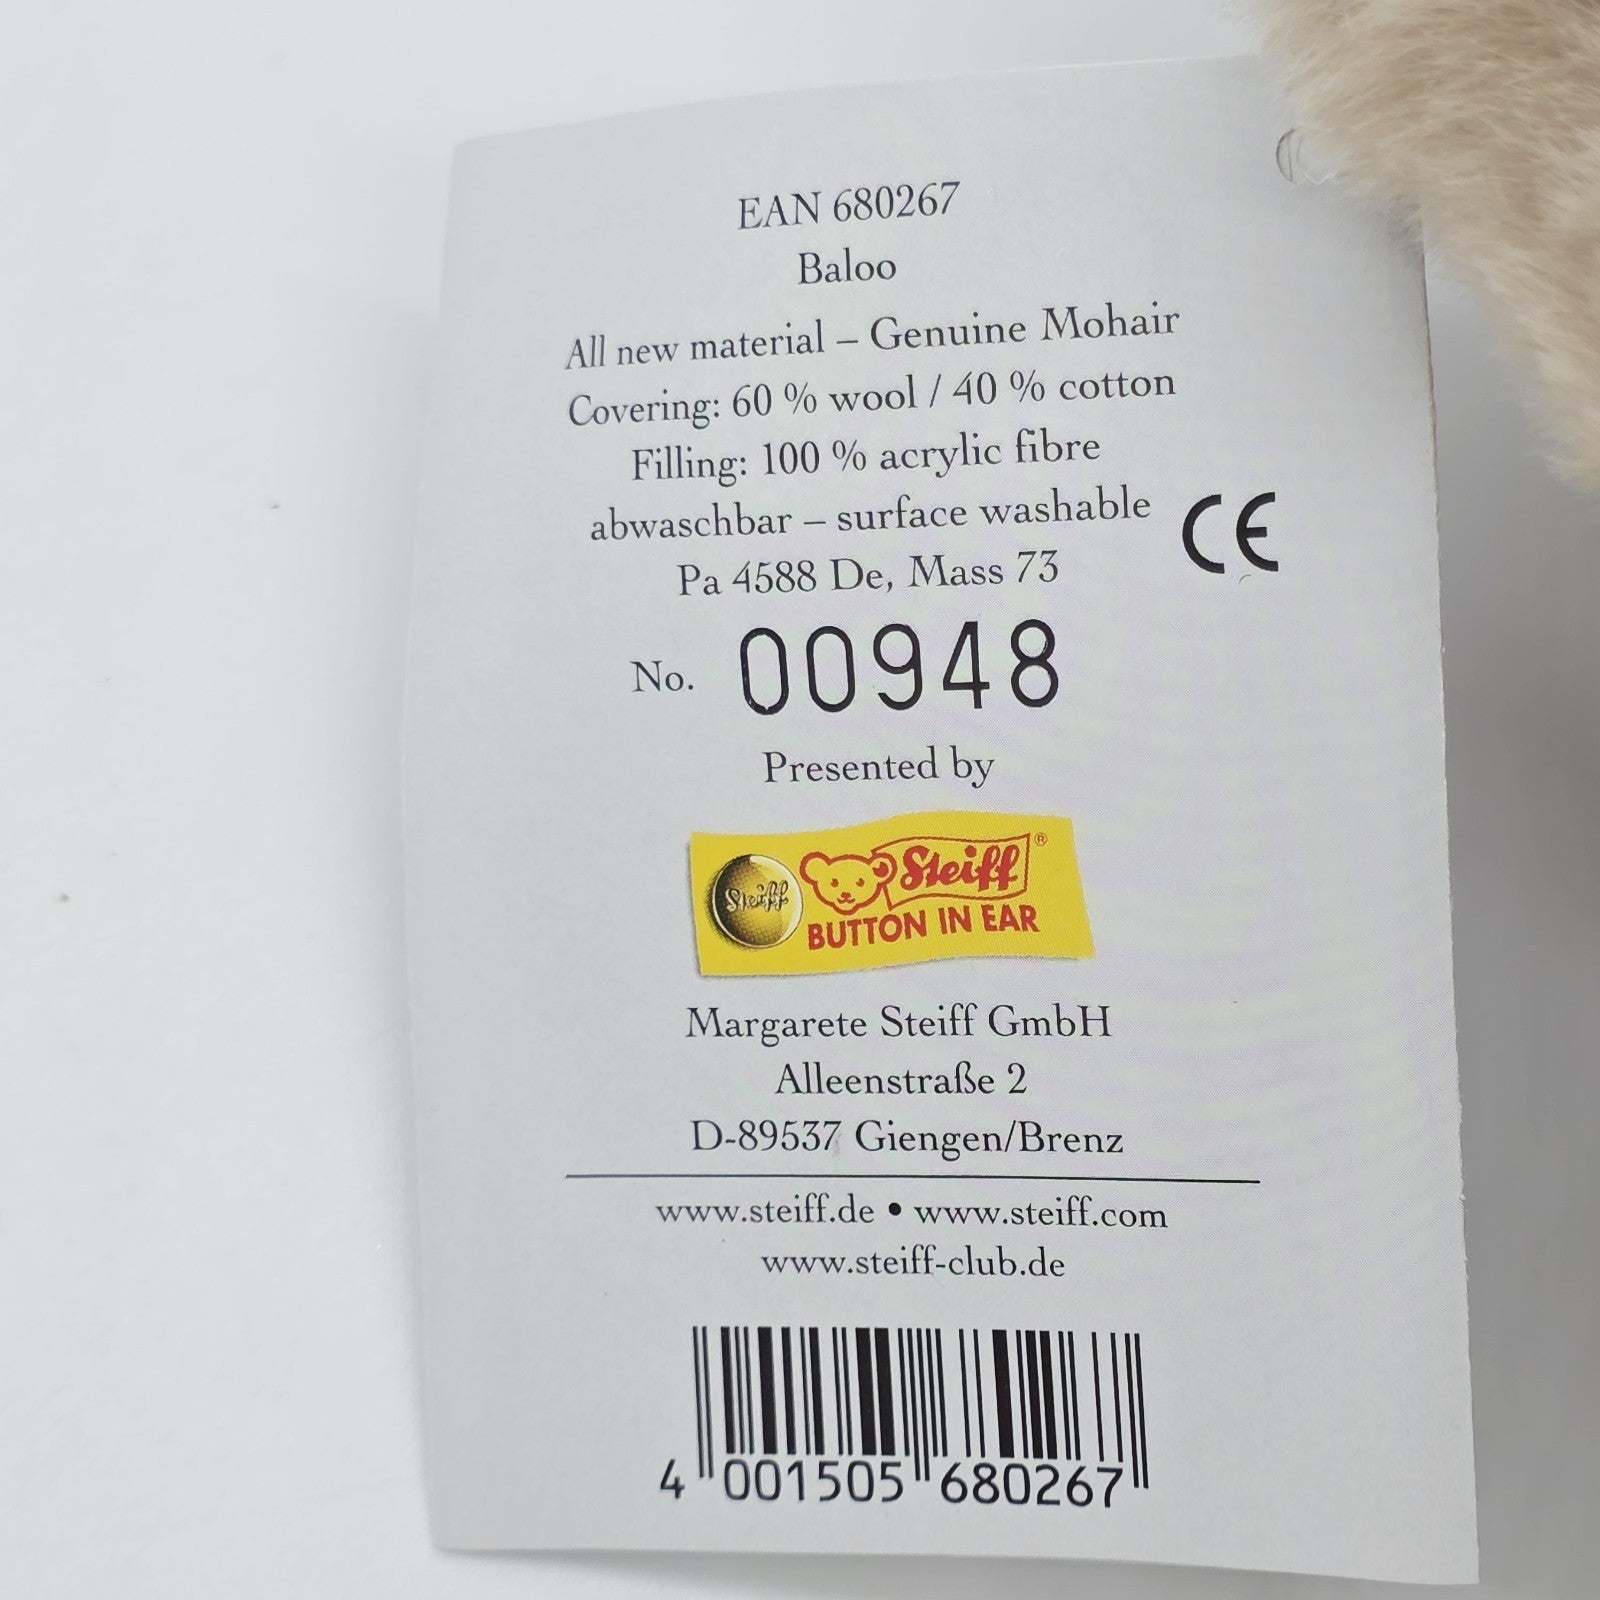 EAN 680267
Baloo
All new material – Genuine Mohair
Covering: 60 % wool / 40 % cotton
Filling: 100 % acrylic fibre
abwaschbar – surface washable
CE
Pa 4588 De, Mass 73
No. 00948
Presented by
Steiff
Steiff ®
BUTTON IN EAR
Margarete Steiff GmbH
Alleenstraße 2
D-89537 Giengen/Brenz
www.steiff.de • www.steiff.com
www.steiff-club.de
4 001505 680267